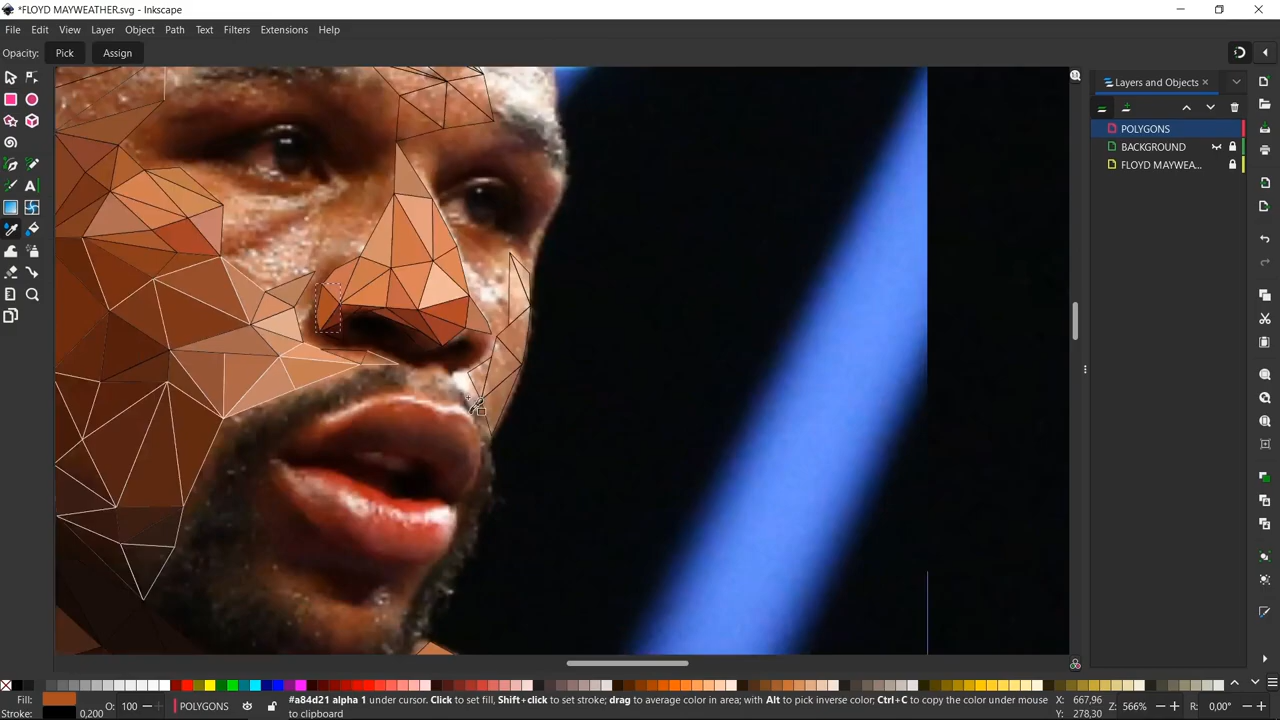 *FLOYD MAYWEATHER.svg - Inkscape
File Edit View Layer Object Path Text Filters Extensions Help
Opacity: Pick Assign
Layers and Objects
POLYGONS
BACKGROUND
FLOYD MAYWEA...
Fill:
Stroke: 0,200
O: 100
POLYGONS
#a84d21 alpha 1 under cursor. Click to set fill, Shift+click to set stroke; drag to average color in area; with Alt to pick inverse color; Ctrl+C to copy the color under mouse
to clipboard
X: 667,96
Y: 278,30
Z: 566%
R: 0,00°